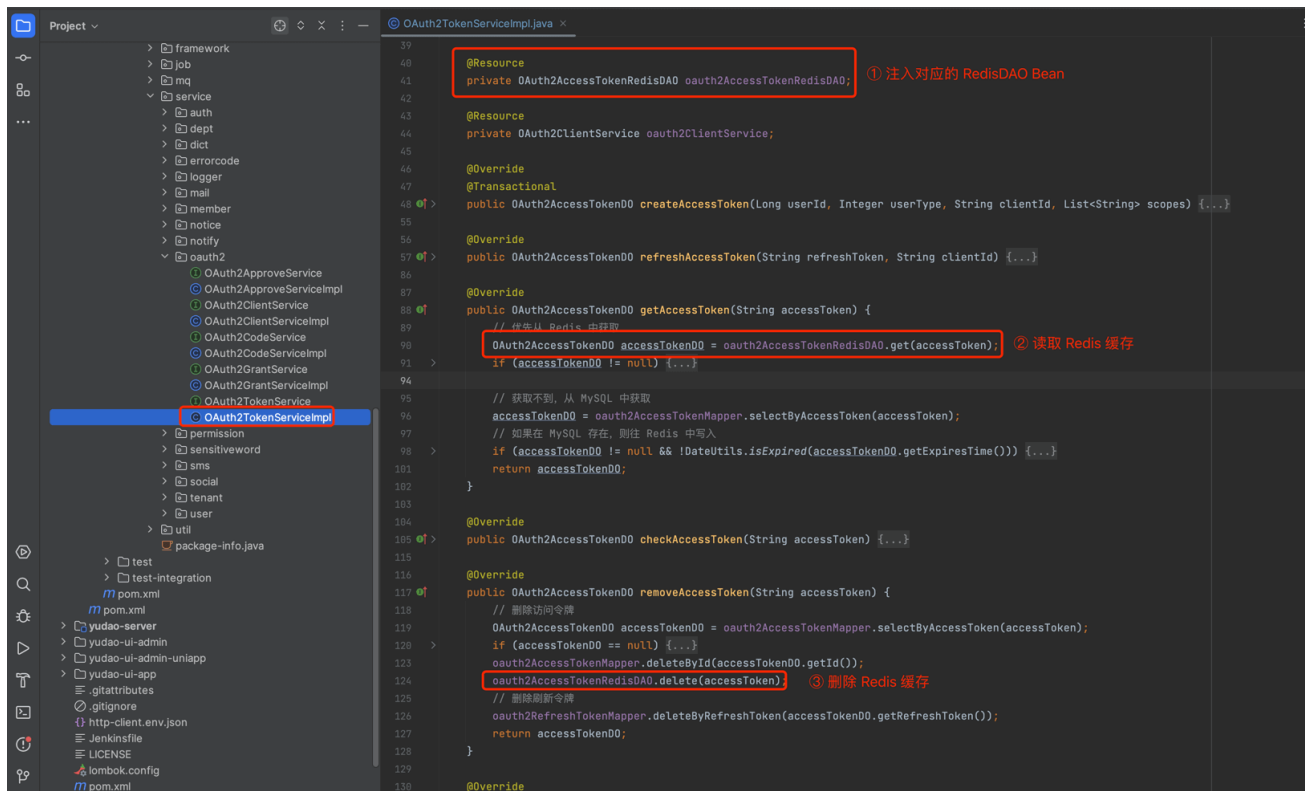 Project
framework
job
mq
service
auth
dept
dict
errorcode
logger
mail
member
notice
notify
oauth2
OAuth2ApproveService
OAuth2ApproveServiceImpl
OAuth2ClientService
OAuth2ClientServiceImpl
OAuth2CodeService
OAuth2CodeServiceImpl
OAuth2GrantService
OAuth2GrantServiceImpl
OAuth2TokenService
OAuth2TokenServiceImpl
permission
sensitiveword
sms
social
tenant
user
util
package-info.java
test
test-integration
pom.xml
pom.xml
yudao-server
yudao-ui-admin
yudao-ui-admin-uniapp
yudao-ui-app
.gitattributes
.gitignore
http-client.env.json
Jenkinsfile
LICENSE
lombok.config
pom.xml
OAuth2TokenServiceImpl.java
39
40 @Resource
41 private OAuth2AccessTokenRedisDAO oauth2AccessTokenRedisDAO;
① 注入对应的 RedisDAO Bean
42
43 @Resource
44 private OAuth2ClientService oauth2ClientService;
45
46 @Override
47 @Transactional
48 public OAuth2AccessTokenDO createAccessToken(Long userId, Integer userType, String clientId, List<String> scopes) {...}
55
56 @Override
57 public OAuth2AccessTokenDO refreshAccessToken(String refreshToken, String clientId) {...}
86
87 @Override
88 public OAuth2AccessTokenDO getAccessToken(String accessToken) {
89 // 优先从 Redis 中获取
90 OAuth2AccessTokenDO accessTokenDO = oauth2AccessTokenRedisDAO.get(accessToken);
② 读取 Redis 缓存
91 if (accessTokenDO != null) {...}
94
95 // 获取不到，从 MySQL 中获取
96 accessTokenDO = oauth2AccessTokenMapper.selectByAccessToken(accessToken);
97 // 如果在 MySQL 存在，则往 Redis 中写入
98 if (accessTokenDO != null && !DateUtils.isExpired(accessTokenDO.getExpiresTime())) {...}
101 return accessTokenDO;
102 }
103
104 @Override
105 public OAuth2AccessTokenDO checkAccessToken(String accessToken) {...}
115
116 @Override
117 public OAuth2AccessTokenDO removeAccessToken(String accessToken) {
118 // 删除访问令牌
119 OAuth2AccessTokenDO accessTokenDO = oauth2AccessTokenMapper.selectByAccessToken(accessToken);
120 if (accessTokenDO == null) {...}
123 oauth2AccessTokenMapper.deleteById(accessTokenDO.getId());
124 oauth2AccessTokenRedisDAO.delete(accessToken);
③ 删除 Redis 缓存
125 // 删除刷新令牌
126 oauth2RefreshTokenMapper.deleteByRefreshToken(accessTokenDO.getRefreshToken());
127 return accessTokenDO;
128 }
129
130 @Override